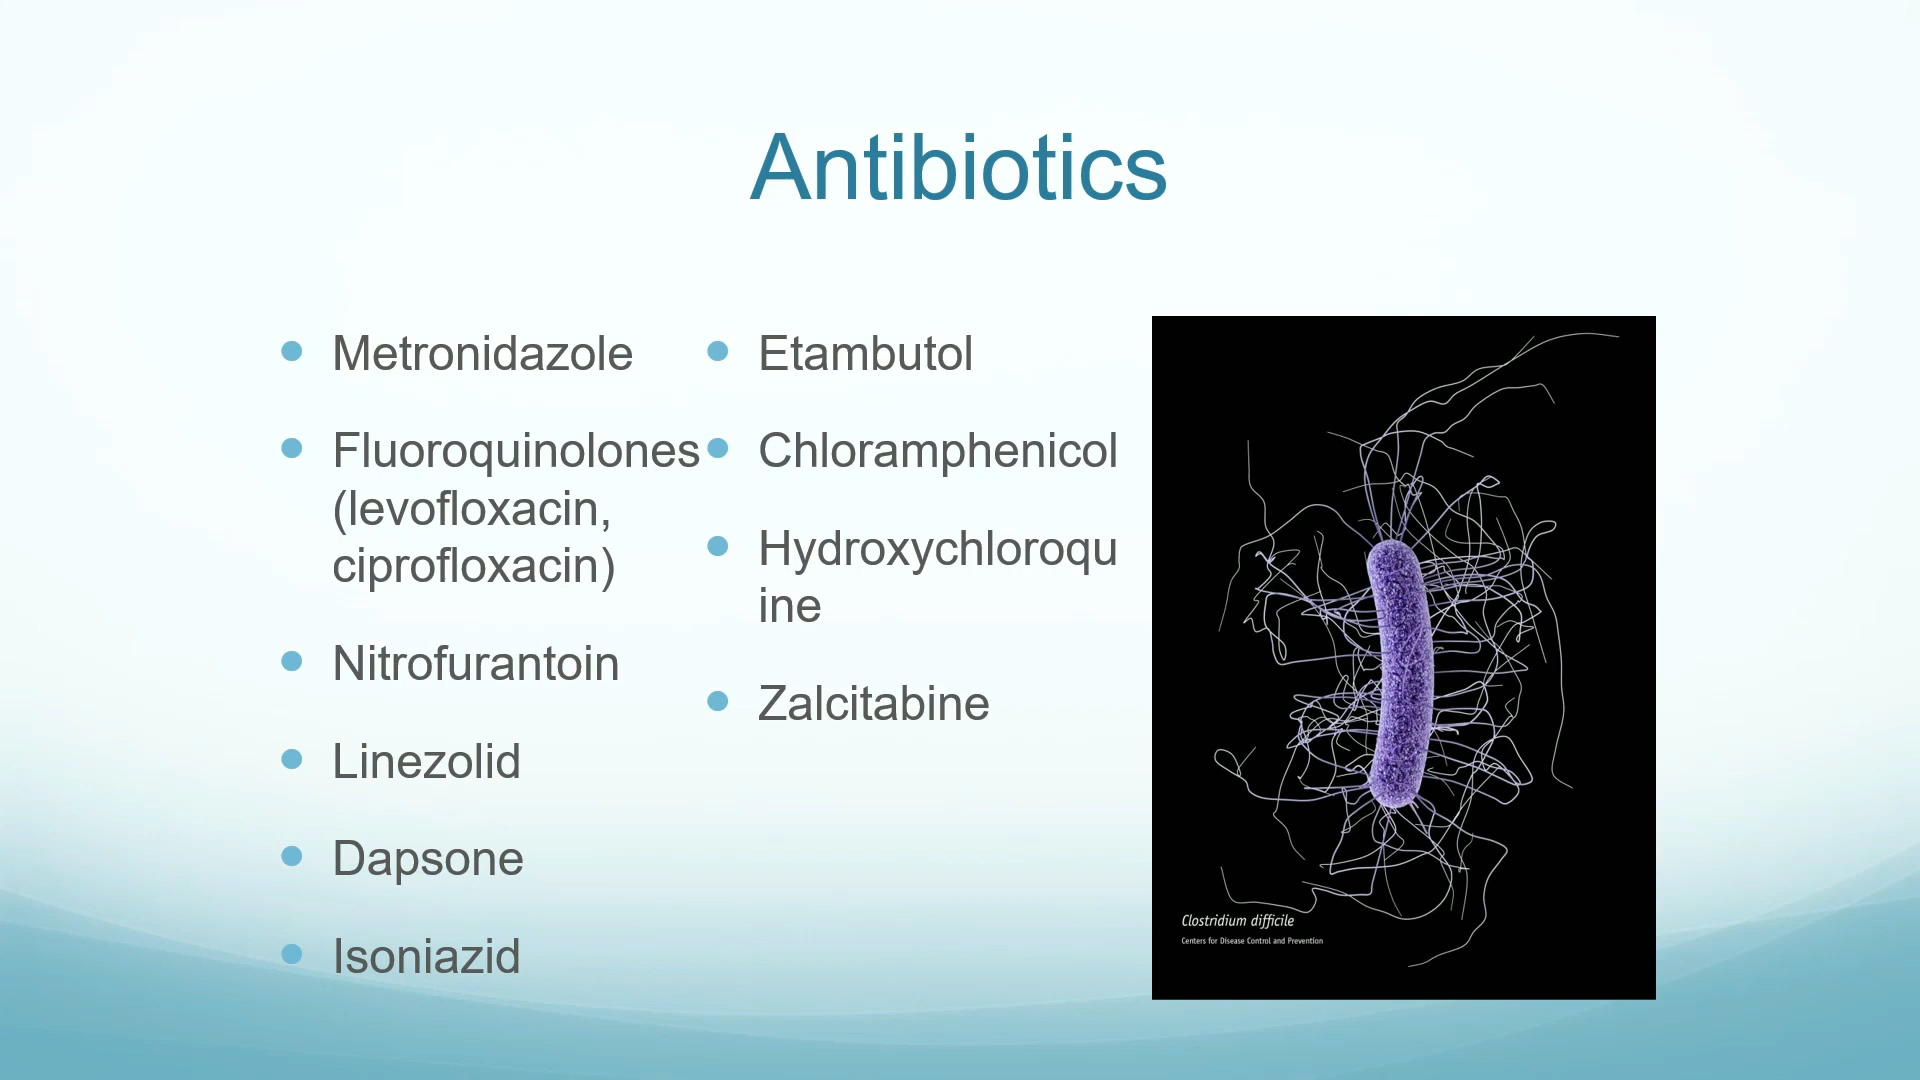 Antibiotics
Metronidazole
Fluoroquinolones
(levofloxacin,
ciprofloxacin)
Nitrofurantoin
Linezolid
Dapsone
Isoniazid
Etambutol
Chloramphenicol
Hydroxychloroqu
ine
Zalcitabine
Clostridium difficile
Centers for Disease Control and Prevention